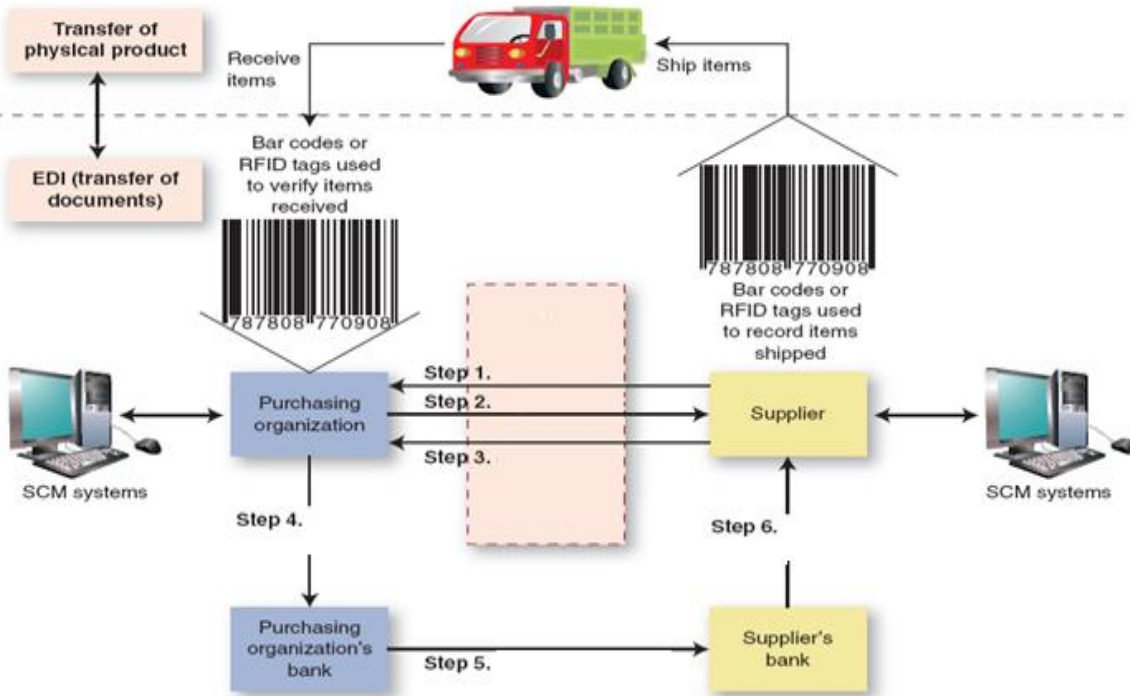 Transfer of
physical product
Receive
items
Ship items
EDI (transfer of
documents)
Bar codes or
RFID tags used
to verify items
received
787808 770908
787808 770908
Bar codes or
RFID tags used
to record items
shipped
Step 1.
Step 2.
Step 3.
Purchasing
organization
Supplier
SCM systems
SCM systems
Step 4.
Step 6.
Purchasing
organization's
bank
Step 5.
Supplier's
bank